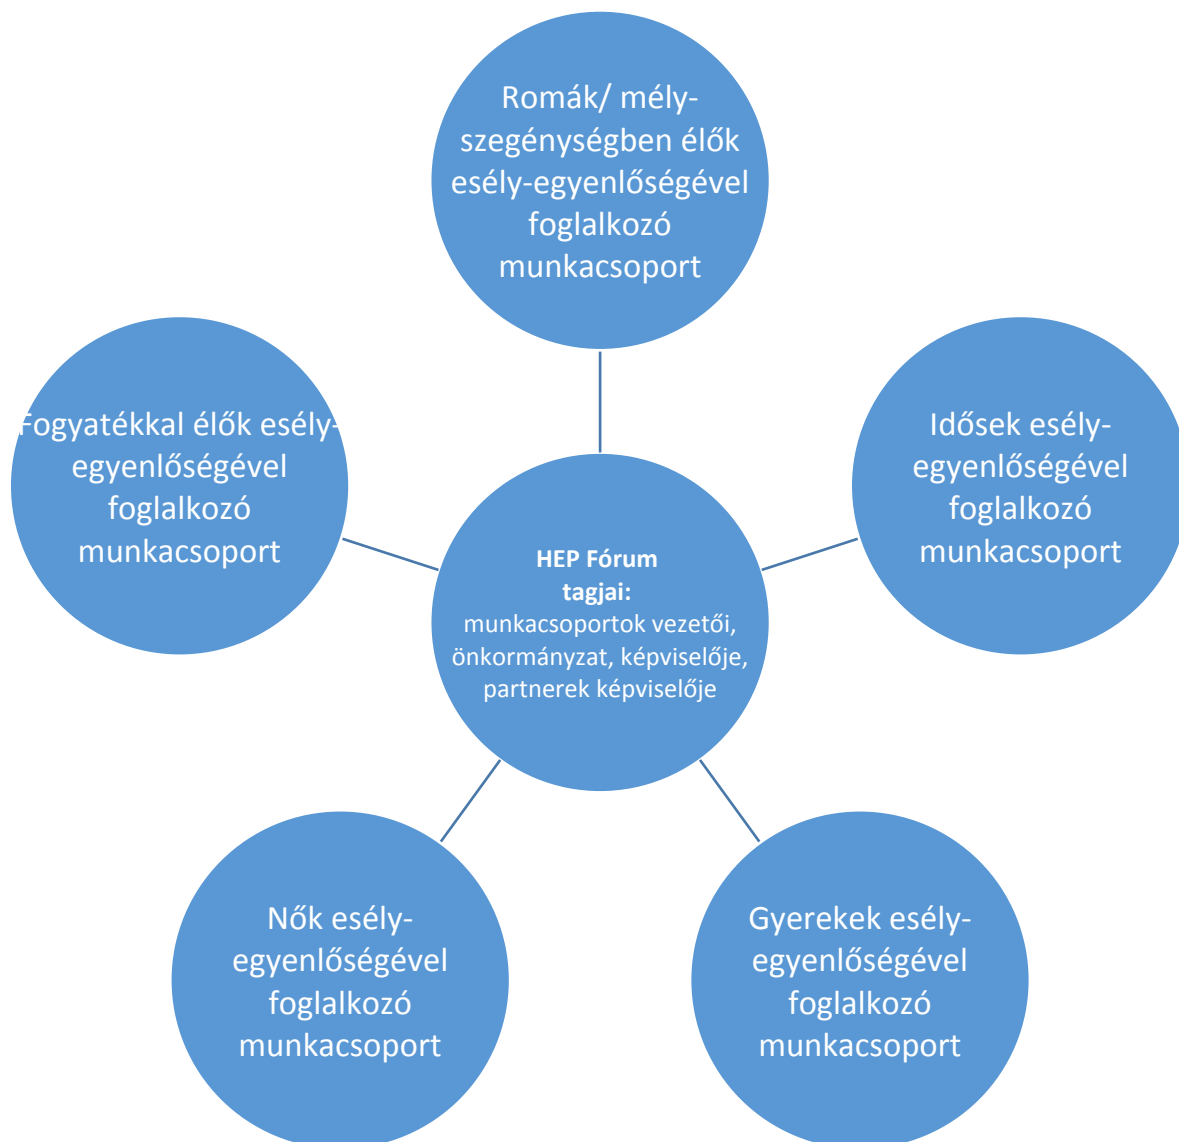 Romák/ mély-
szegénységben élők
esély-egyenlőségével
foglalkozó
munkacsoport
Fogyatékkal élők esély-
egyenlőségével
foglalkozó
munkacsoport
Idősek esély-
egyenlőségével
foglalkozó
munkacsoport
HEP Fórum
tagjai:
munkacsoportok vezetői,
önkormányzat, képviselője,
partnerek képviselője
Nők esély-
egyenlőségével
foglalkozó
munkacsoport
Gyerekek esély-
egyenlőségével
foglalkozó
munkacsoport